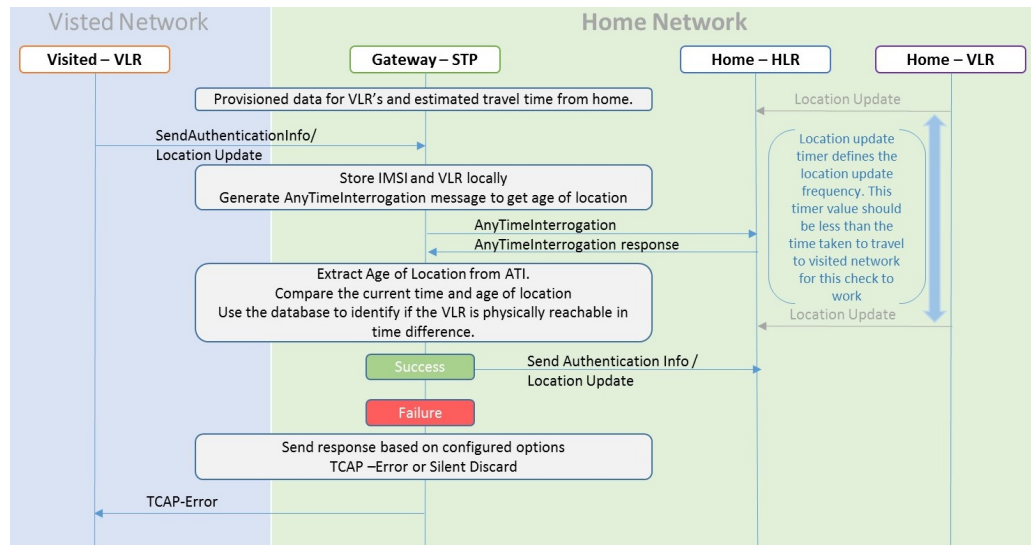 Visted Network
Home Network
Visited – VLR
Gateway – STP
Home – HLR
Home – VLR
Provisioned data for VLR's and estimated travel time from home.
Location Update
SendAuthenticationInfo/
Location Update
Location update
timer defines the
location update
frequency. This
timer value should
be less than the
time taken to travel
to visited network
for this check to
work
Store IMSI and VLR locally
Generate AnyTimeInterrogation message to get age of location
AnyTimeInterrogation
AnyTimeInterrogation response
Extract Age of Location from ATI.
Compare the current time and age of location
Use the database to identify if the VLR is physically reachable in
time difference.
Location Update
Success
Send Authentication Info /
Location Update
Failure
Send response based on configured options
TCAP –Error or Silent Discard
TCAP-Error